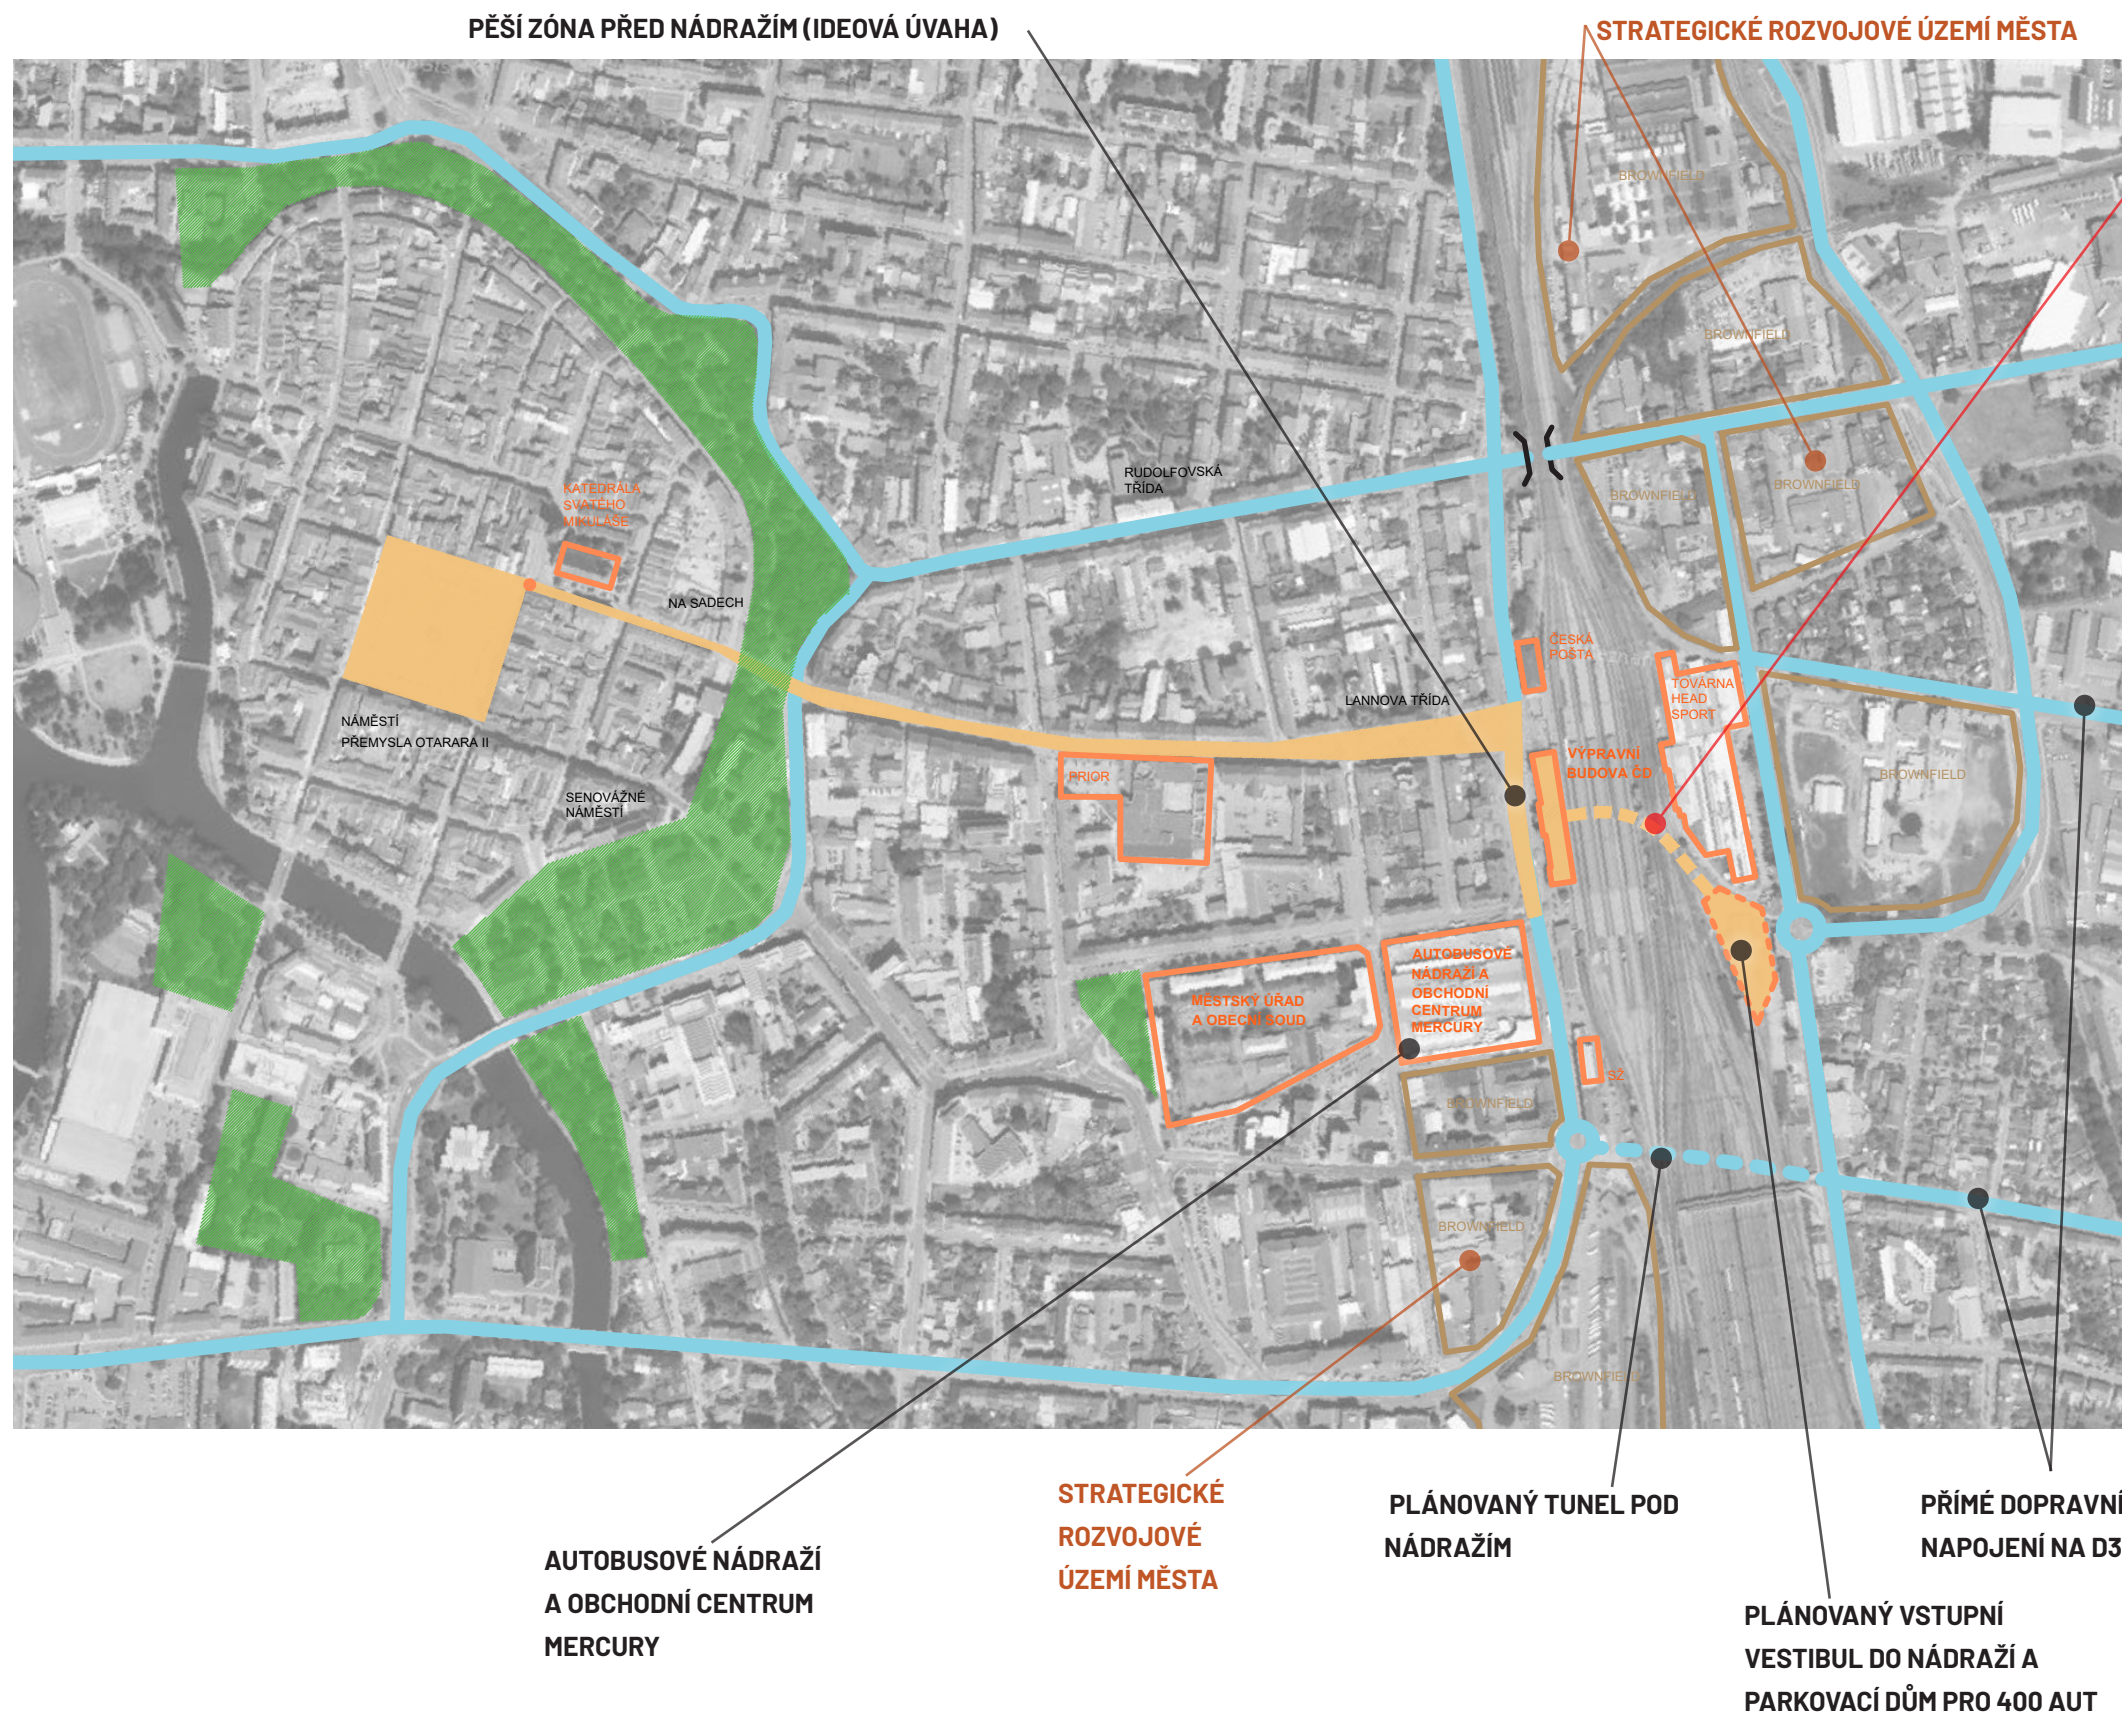 PĚŠÍ ZÓNA PŘED NÁDRAŽÍM (IDEOVÁ ÚVAHA)
STRATEGICKÉ ROZVOJOVÉ ÚZEMÍ MĚSTA
BROWNFIELD
BROWNFIELD
RUDOLFOVSKÁ
TŘÍDA
BROWNFIELD
BROWNFIELD
KATEDRÁLA
SVATÉHO
MIKULÁŠE
NA SADECH
ČESKÁ
POŠTA
TOVÁRNA
HEAD
SPORT
LANNOVA TŘÍDA
NÁMĚSTÍ
PŘEMYSLA OTARARA II
VÝPRAVNÍ
BUDOVA ČD
PRIOR
BROWNFIELD
SENOVÁŽNÉ
NÁMĚSTÍ
AUTOBUSOVÉ
NÁDRAŽÍ A
OBCHODNÍ
CENTRUM
MERCURY
MĚSTSKÝ ÚŘAD
A OBECNÍ SOUD
SŽ
BROWNFIELD
BROWNFIELD
BROWNFIELD
STRATEGICKÉ
ROZVOJOVÉ
ÚZEMÍ MĚSTA
PLÁNOVANÝ TUNEL POD
NÁDRAŽÍM
PŘÍMÉ DOPRAVNÍ
NAPOJENÍ NA D3
AUTOBUSOVÉ NÁDRAŽÍ
A OBCHODNÍ CENTRUM
MERCURY
PLÁNOVANÝ VSTUPNÍ
VESTIBUL DO NÁDRAŽÍ A
PARKOVACÍ DŮM PRO 400 AUT